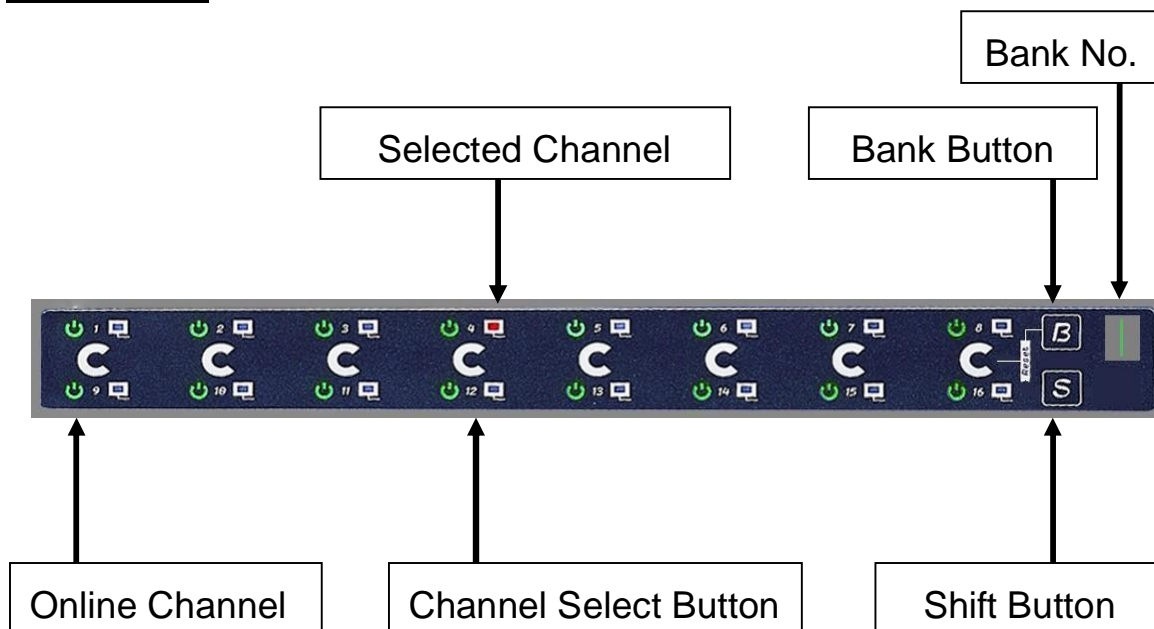 Bank No.
Selected Channel
Bank Button
1 2 3 4 5 6 7 8
C C C C C C C C
B
Reset
9 10 11 12 13 14 15 16
S
Online Channel
Channel Select Button
Shift Button